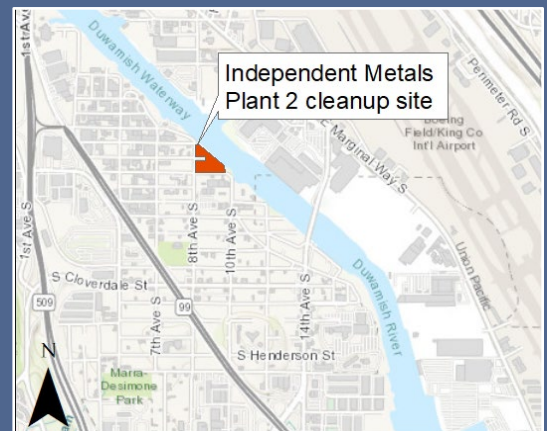 1st Av
Duwamish Waterway
Independent Metals
Plant 2 cleanup site
Perimeter Rd S
Boeing
Field/King Co
Int'l Airport
E Marginal Way S
1st Ave S
8th Ave S
10th Ave S
Union Pacific
S Cloverdale St
Duwamish
River
509
99
7th Ave S
14th Ave S
S Henderson St
N
Marra-
Desimone
Park